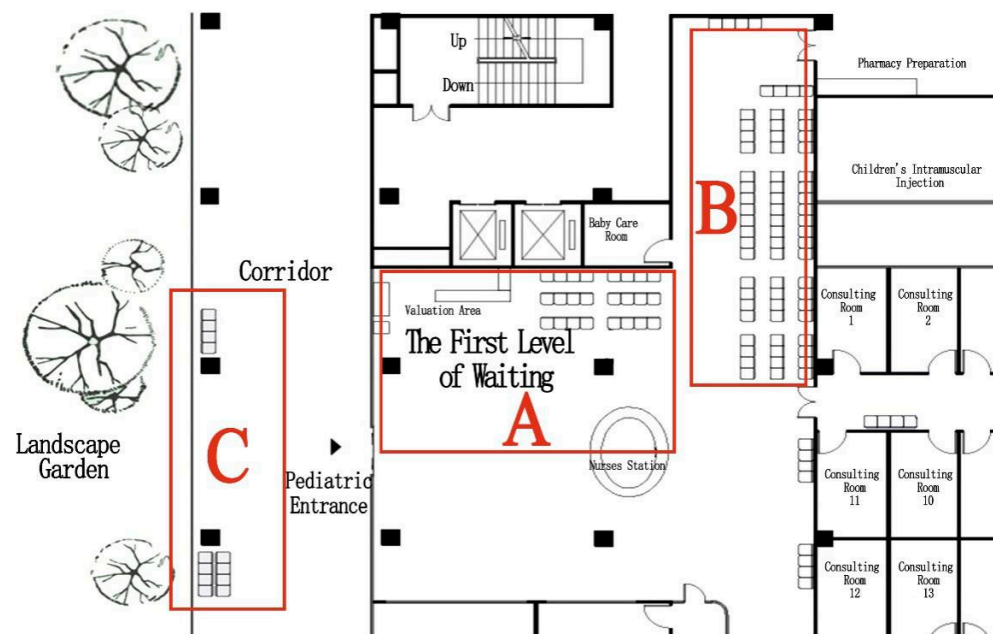 Up
Down
Pharmacy Preparation
Children's Intramuscular
Injection
B
Baby Care
Room
Corridor
Valuation Area
The First Level
of Waiting
A
Consulting
Room
1
Consulting
Room
2
Landscape
Garden
C
Pediatric
Entrance
Nurses Station
Consulting
Room
11
Consulting
Room
10
Consulting
Room
12
Consulting
Room
13